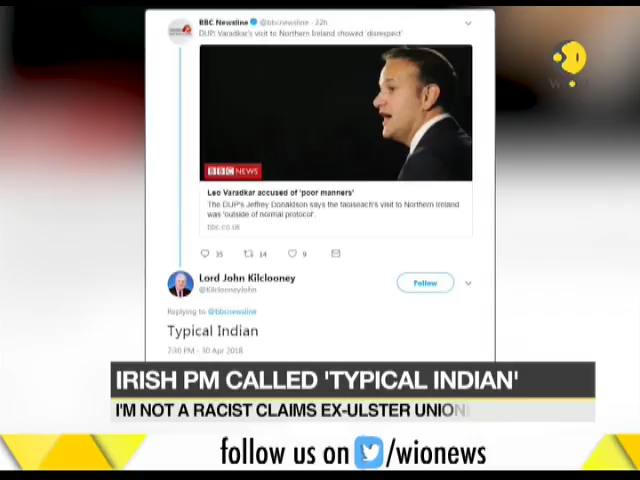 BBC Newsline @bbcnewsline · 22h
DUP: Varadkar's visit to Northern Ireland showed 'disrespect'
BBC NEWS
Leo Varadkar accused of 'poor manners'
The DUP's Jeffrey Donaldson says the taoiseach's visit to Northern Ireland
was 'outside of normal protocol'.
bbc.co.uk
35 14 9
Lord John Kilclooney
@KilclooneyJohn
Follow
Replying to @bbcnewsline
Typical Indian
7:30 PM - 30 Apr 2018
IRISH PM CALLED 'TYPICAL INDIAN'
I'M NOT A RACIST CLAIMS EX-ULSTER UNION
follow us on /wionews